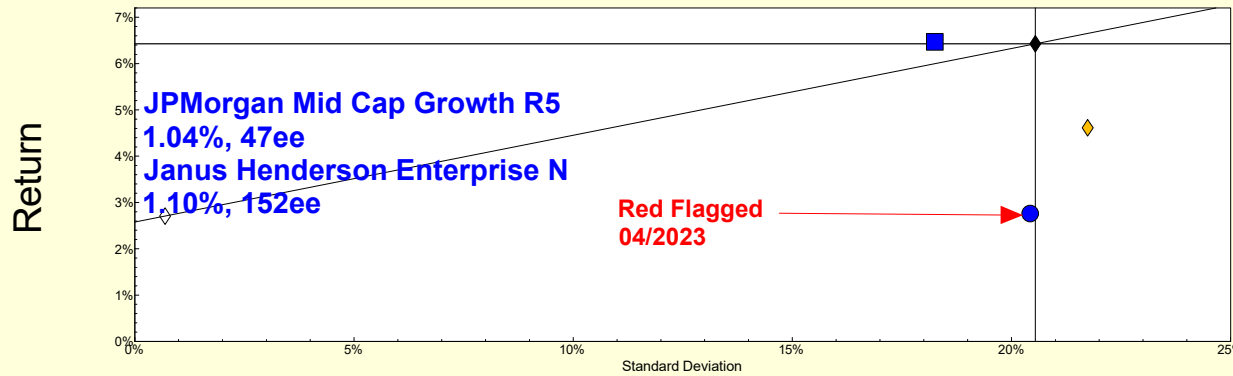 7%
6%
5%
4%
3%
2%
1%
0%
Return
JPMorgan Mid Cap Growth R5
1.04%, 47ee
Janus Henderson Enterprise N
1.10%, 152ee
Red Flagged
04/2023
0%
5%
10%
15%
20%
25%
Standard Deviation